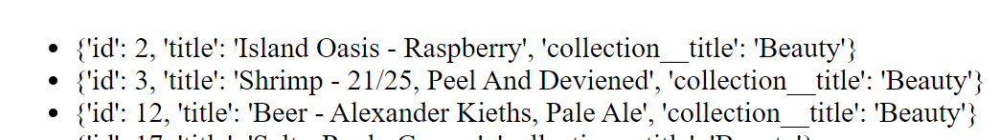 • {'id': 2, 'title': 'Island Oasis - Raspberry', 'collection__title': 'Beauty'}
• {'id': 3, 'title': 'Shrimp - 21/25, Peel And Deviened', 'collection__title': 'Beauty'}
• {'id': 12, 'title': 'Beer - Alexander Kieths, Pale Ale', 'collection__title': 'Beauty'}